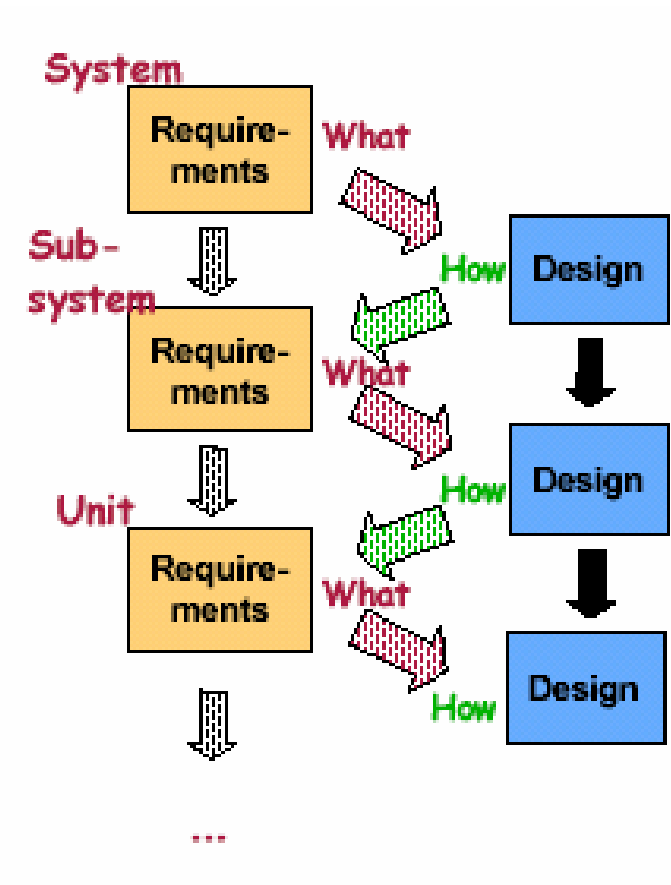 System
Require-
ments
What
Sub-
system
How
Design
Require-
ments
What
Unit
How
Design
Require-
ments
What
How
Design
...